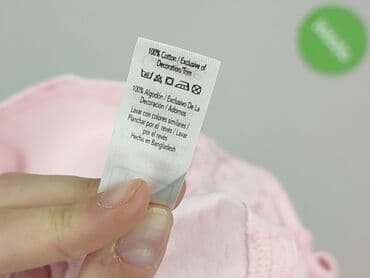 100% Cotton / Exclusive of
Decoration/Trim
100% Algodón / Exclusivo De La
Decoración / Adornos
Lavar con colores similares /
Planchar por el revés / Lavar
por el revés
Hecho en Bangladesh